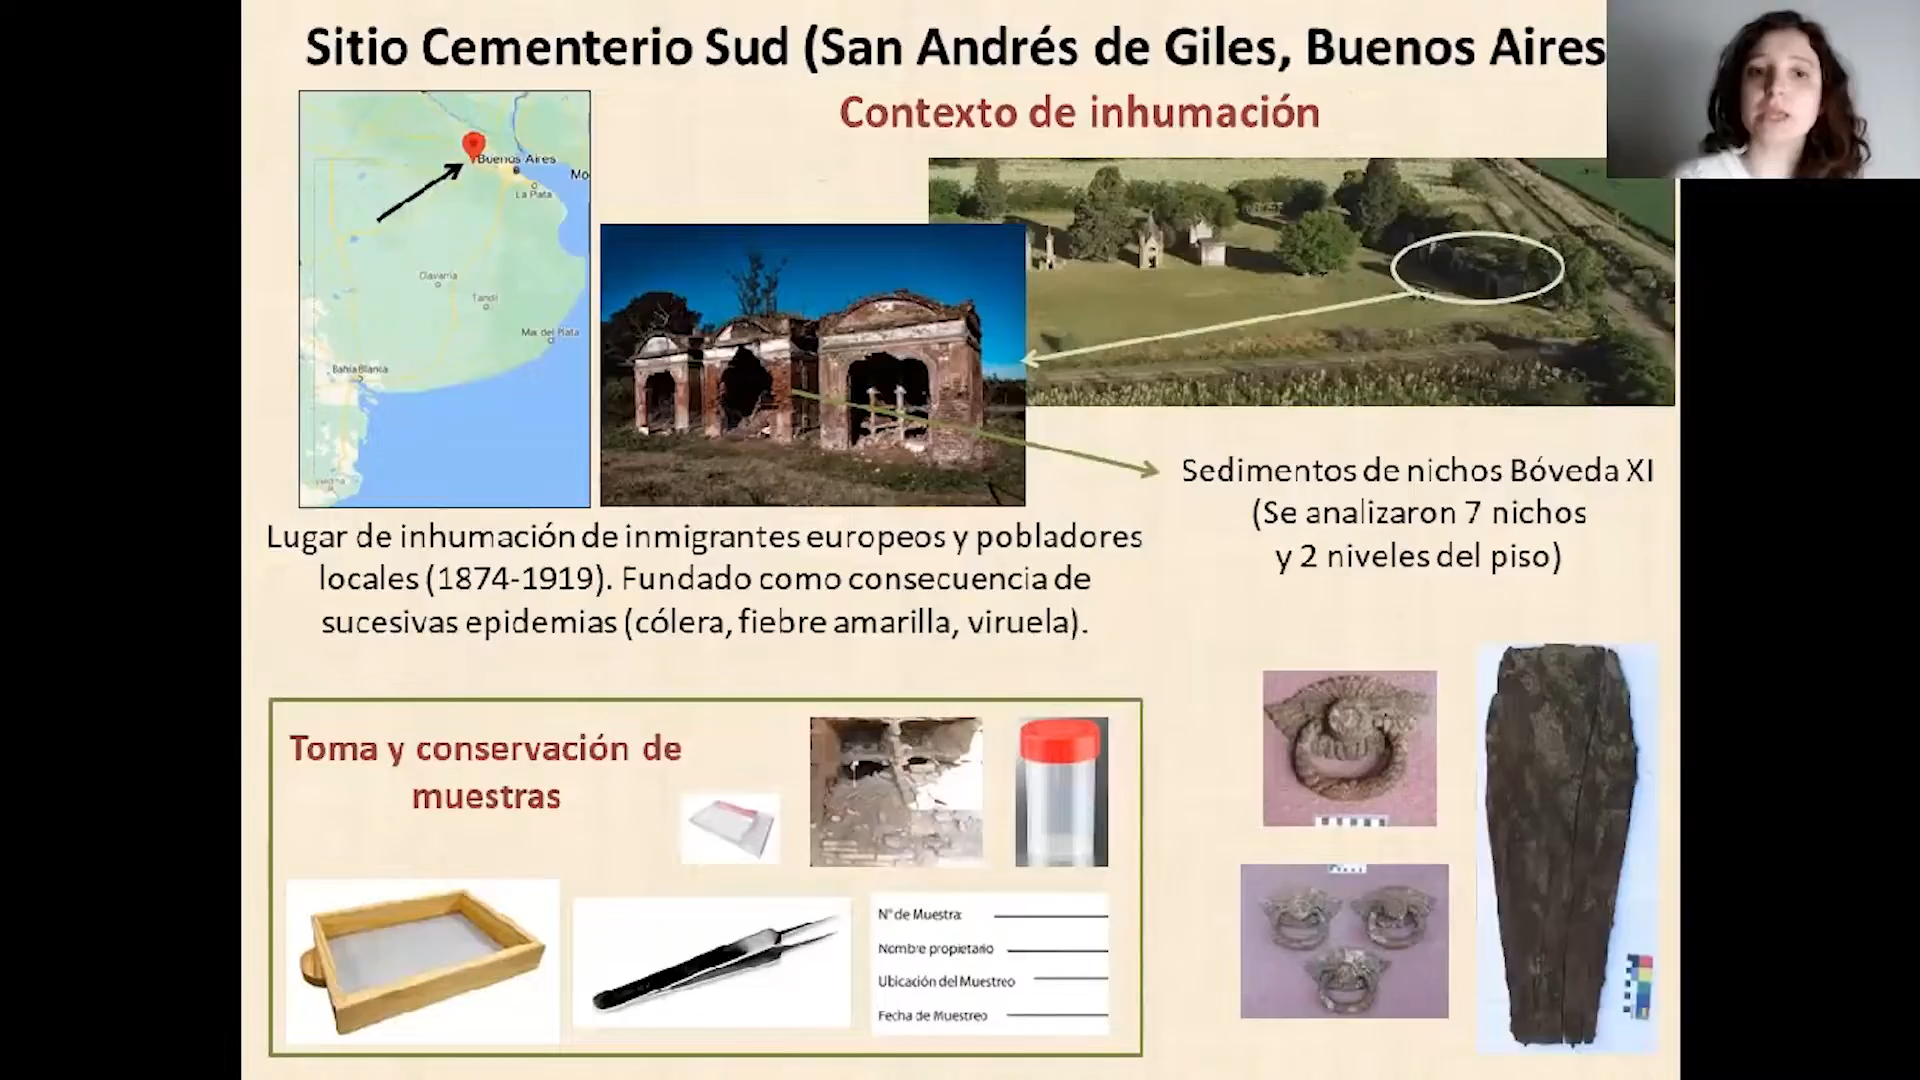 Sitio Cementerio Sud (San Andrés de Giles, Buenos Aires
Contexto de inhumación
Buenos Aires
Mo
La Plata
Olavarría
Tandil
Mar del Plata
Bahía Blanca
Sedimentos de nichos Bóveda XI
(Se analizaron 7 nichos
y 2 niveles del piso)
Lugar de inhumación de inmigrantes europeos y pobladores
locales (1874-1919). Fundado como consecuencia de
sucesivas epidemias (cólera, fiebre amarilla, viruela).
Toma y conservación de
muestras
N° de Muestra:
Nombre propietario
Ubicación del Muestreo
Fecha de Muestreo